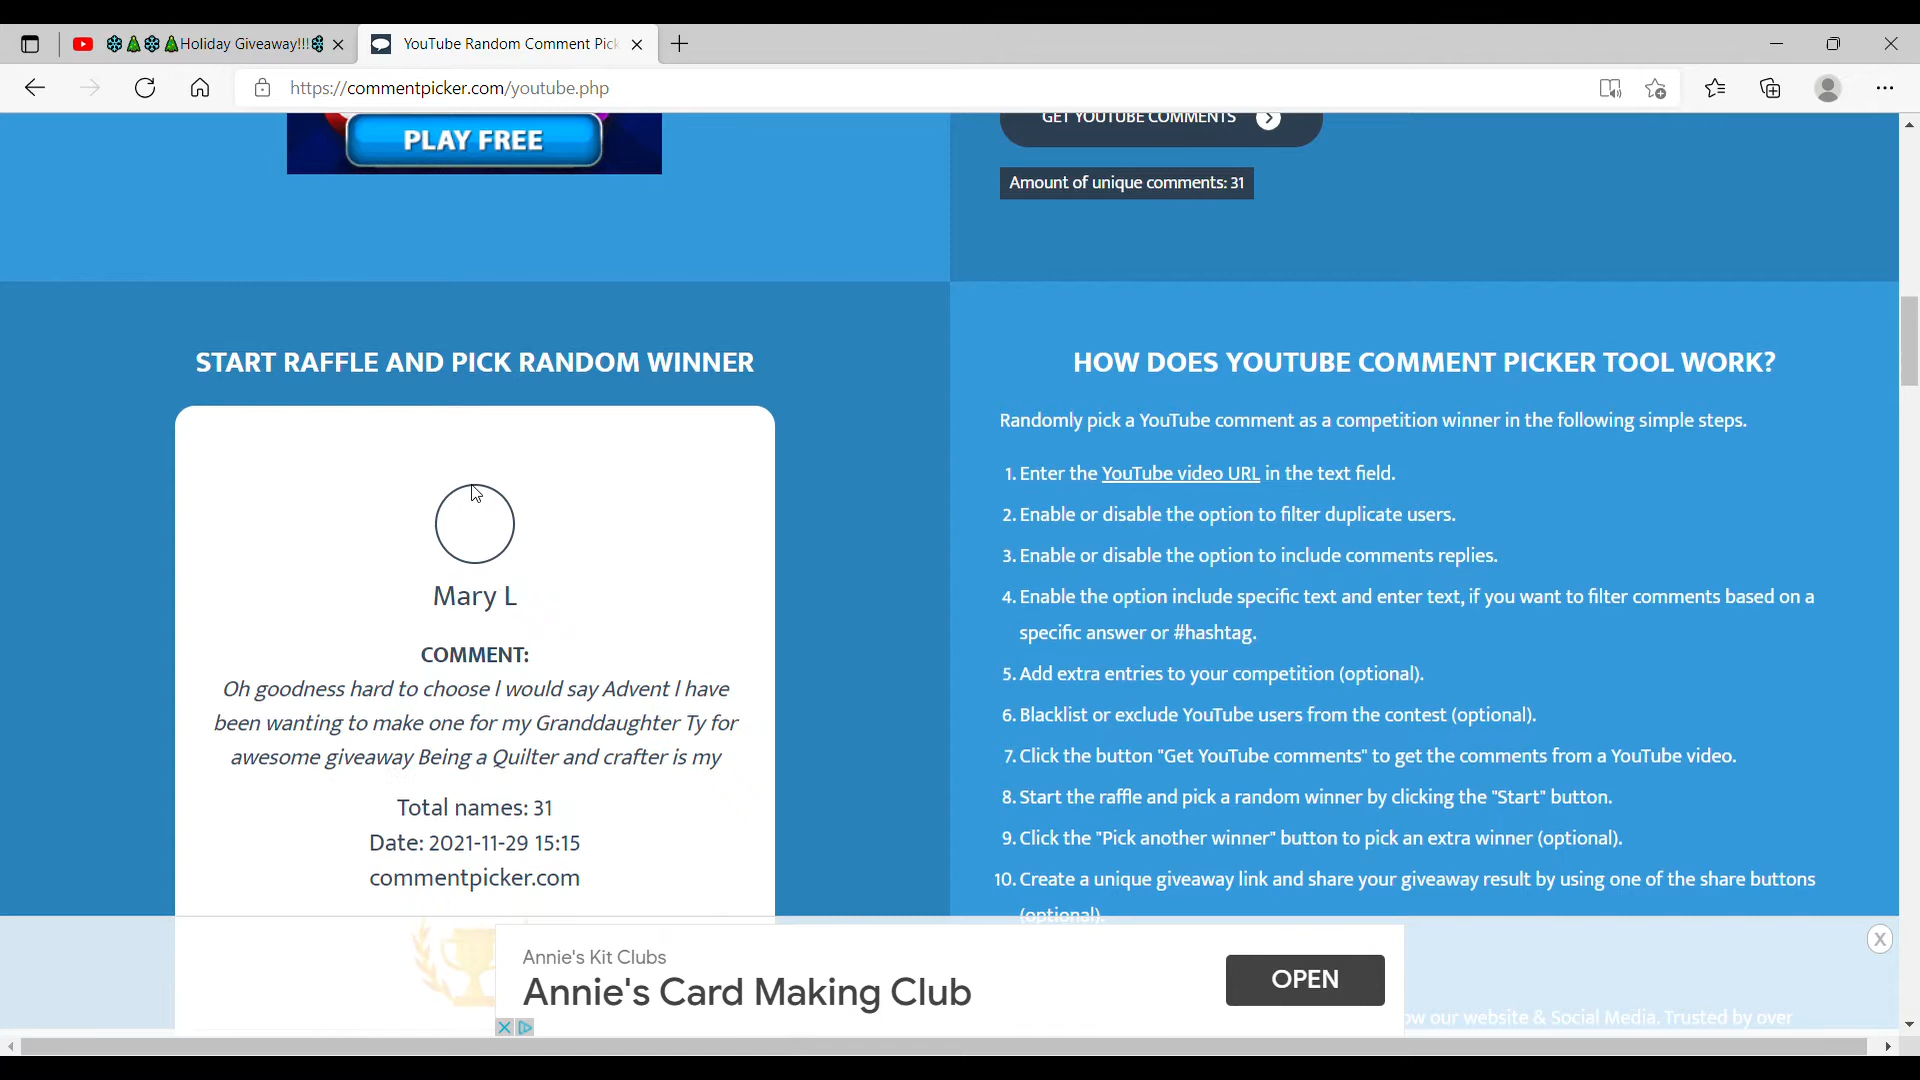 Holiday Giveaway!!!
YouTube Random Comment Pick
https://commentpicker.com/youtube.php
PLAY FREE
GET YOUTUBE COMMENTS
Amount of unique comments: 31
START RAFFLE AND PICK RANDOM WINNER
Mary L
COMMENT:
Oh goodness hard to choose I would say Advent I have
been wanting to make one for my Granddaughter Ty for
awesome giveaway Being a Quilter and crafter is my
Total names: 31
Date: 2021-11-29 15:15
commentpicker.com
HOW DOES YOUTUBE COMMENT PICKER TOOL WORK?
Randomly pick a YouTube comment as a competition winner in the following simple steps.
1. Enter the YouTube video URL in the text field.
2. Enable or disable the option to filter duplicate users.
3. Enable or disable the option to include comments replies.
4. Enable the option include specific text and enter text, if you want to filter comments based on a
specific answer or #hashtag.
5. Add extra entries to your competition (optional).
6. Blacklist or exclude YouTube users from the contest (optional).
7. Click the button "Get YouTube comments" to get the comments from a YouTube video.
8. Start the raffle and pick a random winner by clicking the "Start" button.
9. Click the "Pick another winner" button to pick an extra winner (optional).
10. Create a unique giveaway link and share your giveaway result by using one of the share buttons
(optional).
Annie's Kit Clubs
Annie's Card Making Club
OPEN
X
ow our website & Social Media. Trusted by over